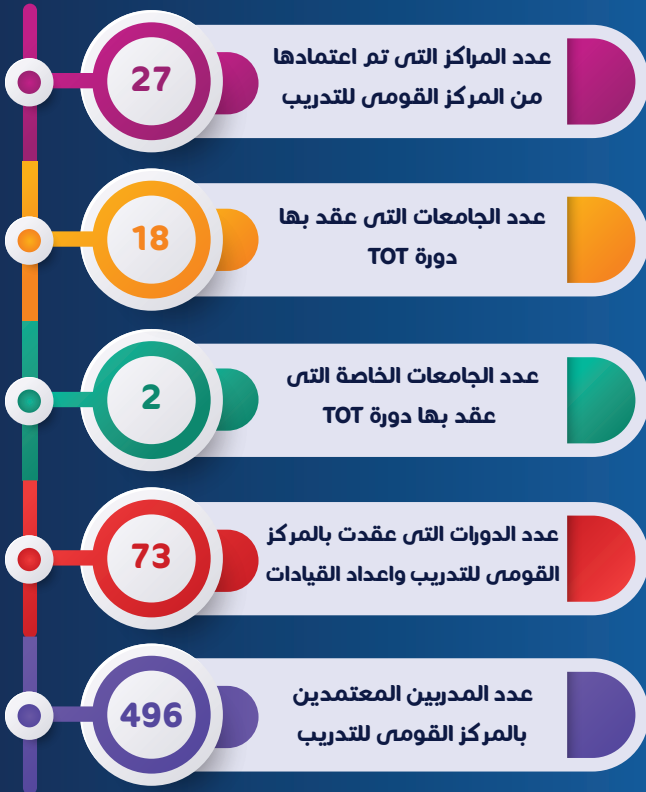 27
عدد المراكز التى تم اعتمادها
من المركز القومى للتدريب
18
عدد الجامعات التى عقد بها
دورة TOT
2
عدد الجامعات الخاصة التى
عقد بها دورة TOT
73
عدد الدورات التى عقدت بالمركز
القومى للتدريب واعداد القيادات
496
عدد المدربين المعتمدين
بالمركز القومى للتدريب